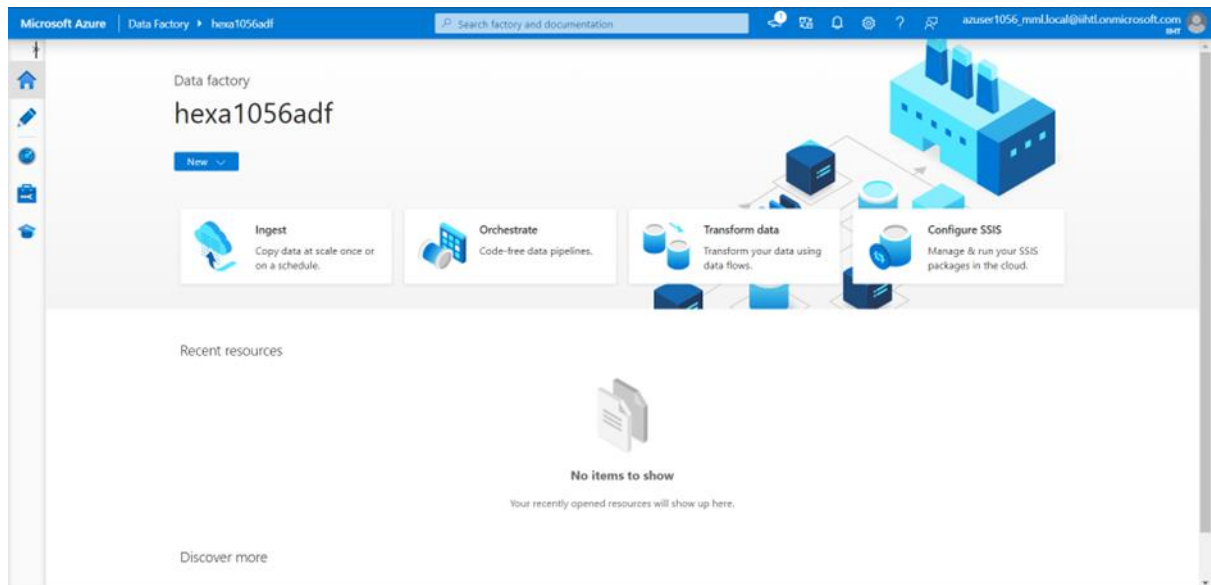 Microsoft Azure
Data Factory
hexa1056adf
Search factory and documentation
1
azuser1056_mml.local@iihtl.onmicrosoft.com
IIHT
Data factory
hexa1056adf
New
Ingest
Copy data at scale once or
on a schedule.
Orchestrate
Code-free data pipelines.
Transform data
Transform your data using
data flows.
Configure SSIS
Manage & run your SSIS
packages in the cloud.
Recent resources
No items to show
Your recently opened resources will show up here.
Discover more